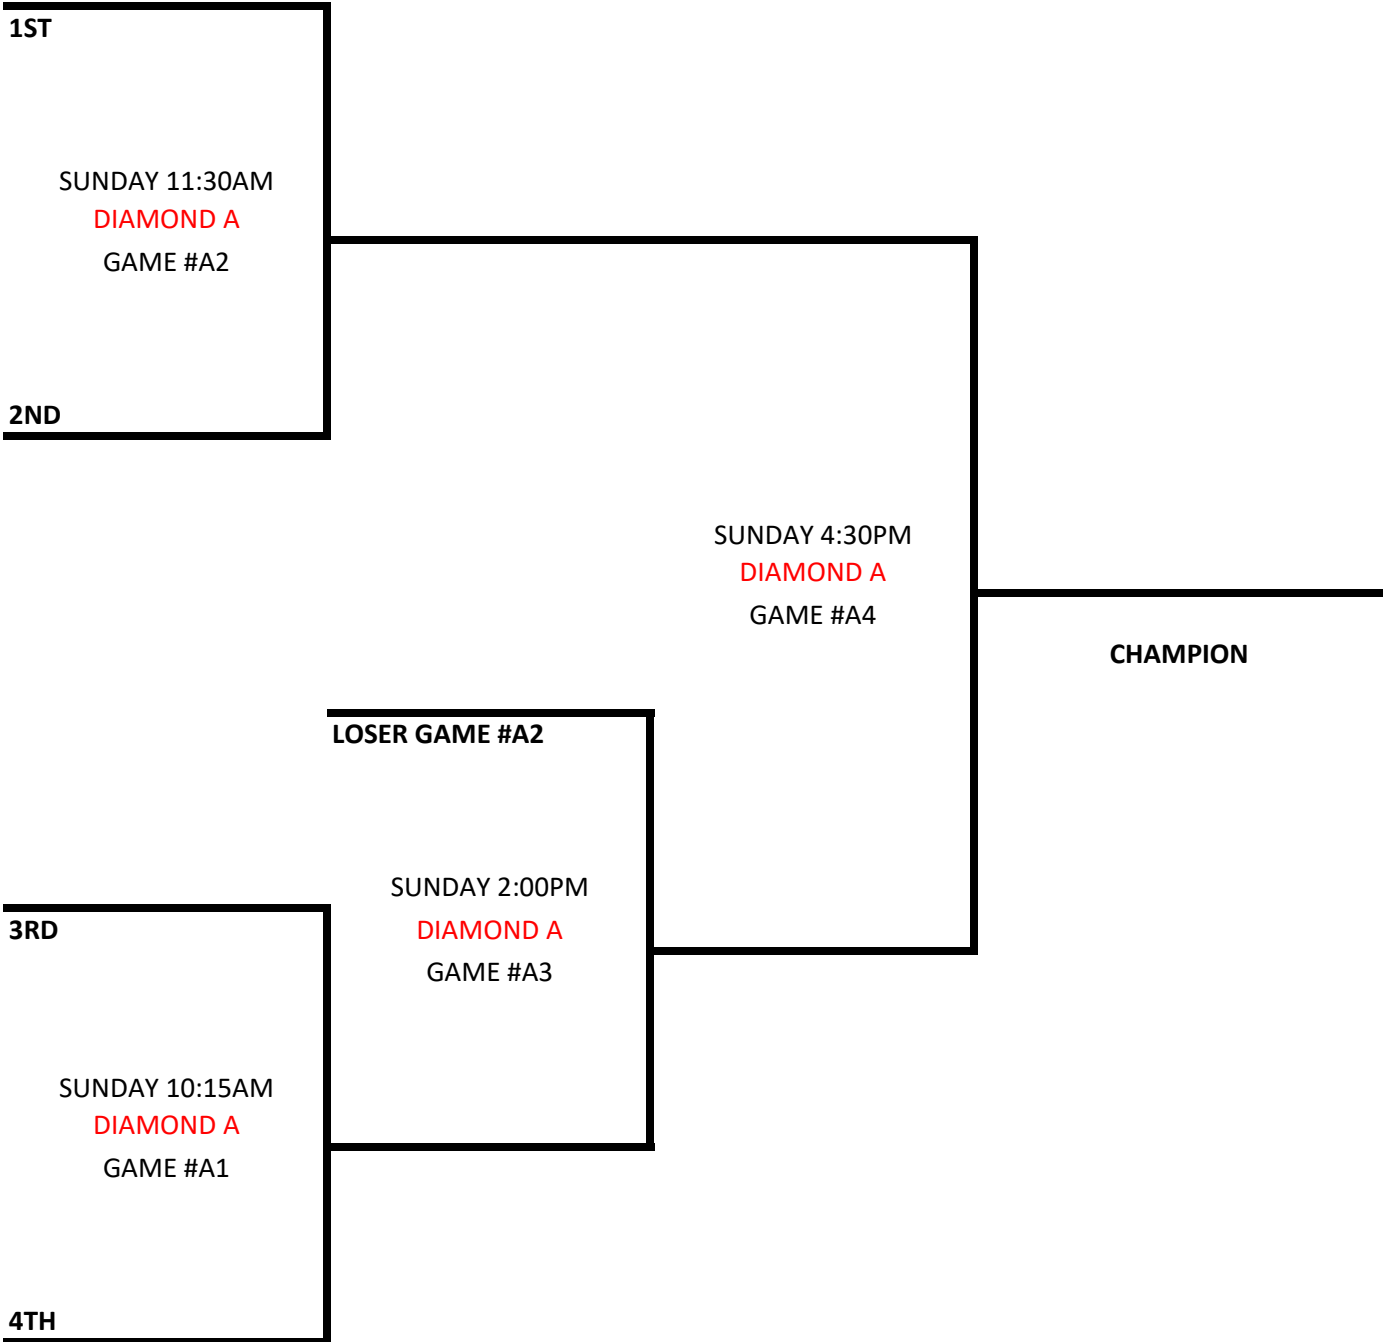 1ST
SUNDAY 11:30AM
DIAMOND A
GAME #A2
2ND
SUNDAY 4:30PM
DIAMOND A
GAME #A4
CHAMPION
LOSER GAME #A2
SUNDAY 2:00PM
DIAMOND A
GAME #A3
3RD
SUNDAY 10:15AM
DIAMOND A
GAME #A1
4TH